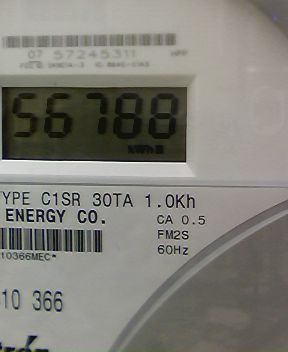 07 57245311 HPP
56788
kWh
TYPE C1SR 30TA 1.0Kh
ENERGY CO.
CA 0.5
FM2S
60Hz
10366MEC*
10 366